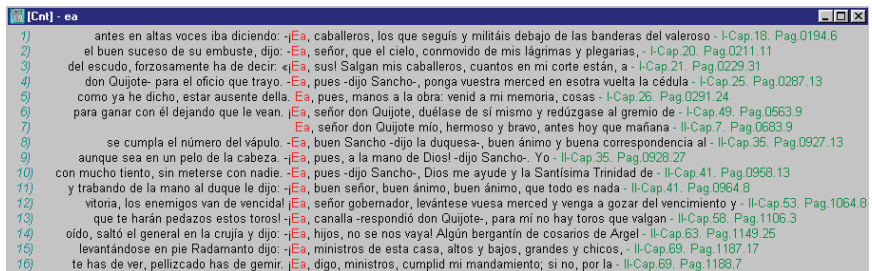 [Cnt] - ea
1) antes en altas voces iba diciendo: -¡Ea, caballeros, los que seguís y militáis debajo de las banderas del valeroso - I-Cap.18. Pag.0194.6
2) el buen suceso de su embuste, dijo: -Ea, señor, que el cielo, conmovido de mis lágrimas y plegarias, - I-Cap.20. Pag.0211.11
3) del escudo, forzosamente ha de decir: «¡Ea, sus! Salgan mis caballeros, cuantos en mi corte están, a - I-Cap.21. Pag.0229.31
4) don Quijote- para el oficio que trayo. -Ea, pues -dijo Sancho-, ponga vuestra merced en esotra vuelta la cédula - I-Cap.25. Pag.0287.13
5) como ya he dicho, estar ausente della. Ea, pues, manos a la obra: venid a mi memoria, cosas - I-Cap.26. Pag.0291.24
6) para ganar con él dejando que le vean. ¡Ea, señor don Quijote, duélase de sí mismo y redúzgase al gremio de - I-Cap.49. Pag.0563.9
7) Ea, señor don Quijote mío, hermoso y bravo, antes hoy que mañana - II-Cap.7. Pag.0683.9
8) se cumpla el número del vápulo. -Ea, buen Sancho -dijo la duquesa-, buen ánimo y buena correspondencia al - II-Cap.35. Pag.0927.13
9) aunque sea en un pelo de la cabeza. -¡Ea, pues, a la mano de Dios! -dijo Sancho-. Yo - II-Cap.35. Pag.0928.27
10) con mucho tiento, sin meterse con nadie. -Ea, pues -dijo Sancho-, Dios me ayude y la Santísima Trinidad de - II-Cap.41. Pag.0958.13
11) y trabando de la mano al duque le dijo: -¡Ea, buen señor, buen ánimo, buen ánimo, que todo es nada - II-Cap.41. Pag.0964.8
12) vitoria, los enemigos van de vencida! ¡Ea, señor gobernador, levántese vuesa merced y venga a gozar del vencimiento y - II-Cap.53. Pag.1064.8
13) que te harán pedazos estos toros! -¡Ea, canalla -respondió don Quijote-, para mí no hay toros que valgan - II-Cap.58. Pag.1106.3
14) oído, saltó el general en la crujía y dijo: -¡Ea, hijos, no se nos vaya! Algún bergantín de cosarios de Argel - II-Cap.63. Pag.1149.25
15) levantándose en pie Radamanto dijo: -¡Ea, ministros de esta casa, altos y bajos, grandes y chicos, - II-Cap.69. Pag.1187.17
16) te has de ver, pellizcado has de gemir. ¡Ea, digo, ministros, cumplid mi mandamiento; si no, por la - II-Cap.69. Pag.1188.7